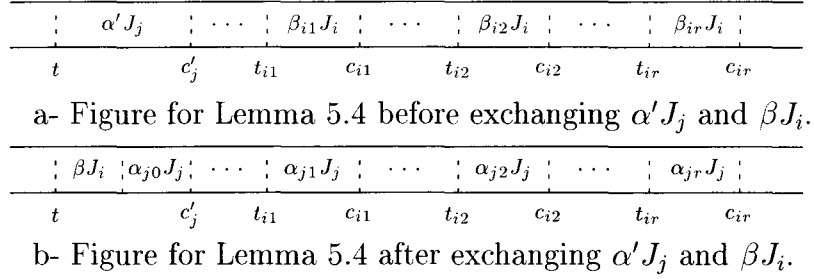 α′J_j ⋯ β_{i1}J_i ⋯ β_{i2}J_i ⋯ β_{ir}J_i
t c′_j t_{i1} c_{i1} t_{i2} c_{i2} t_{ir} c_{ir}
a- Figure for Lemma 5.4 before exchanging α′J_j and βJ_i.
βJ_i α_{j0}J_j ⋯ α_{j1}J_j ⋯ α_{j2}J_j ⋯ α_{jr}J_j
t c′_j t_{i1} c_{i1} t_{i2} c_{i2} t_{ir} c_{ir}
b- Figure for Lemma 5.4 after exchanging α′J_j and βJ_i.